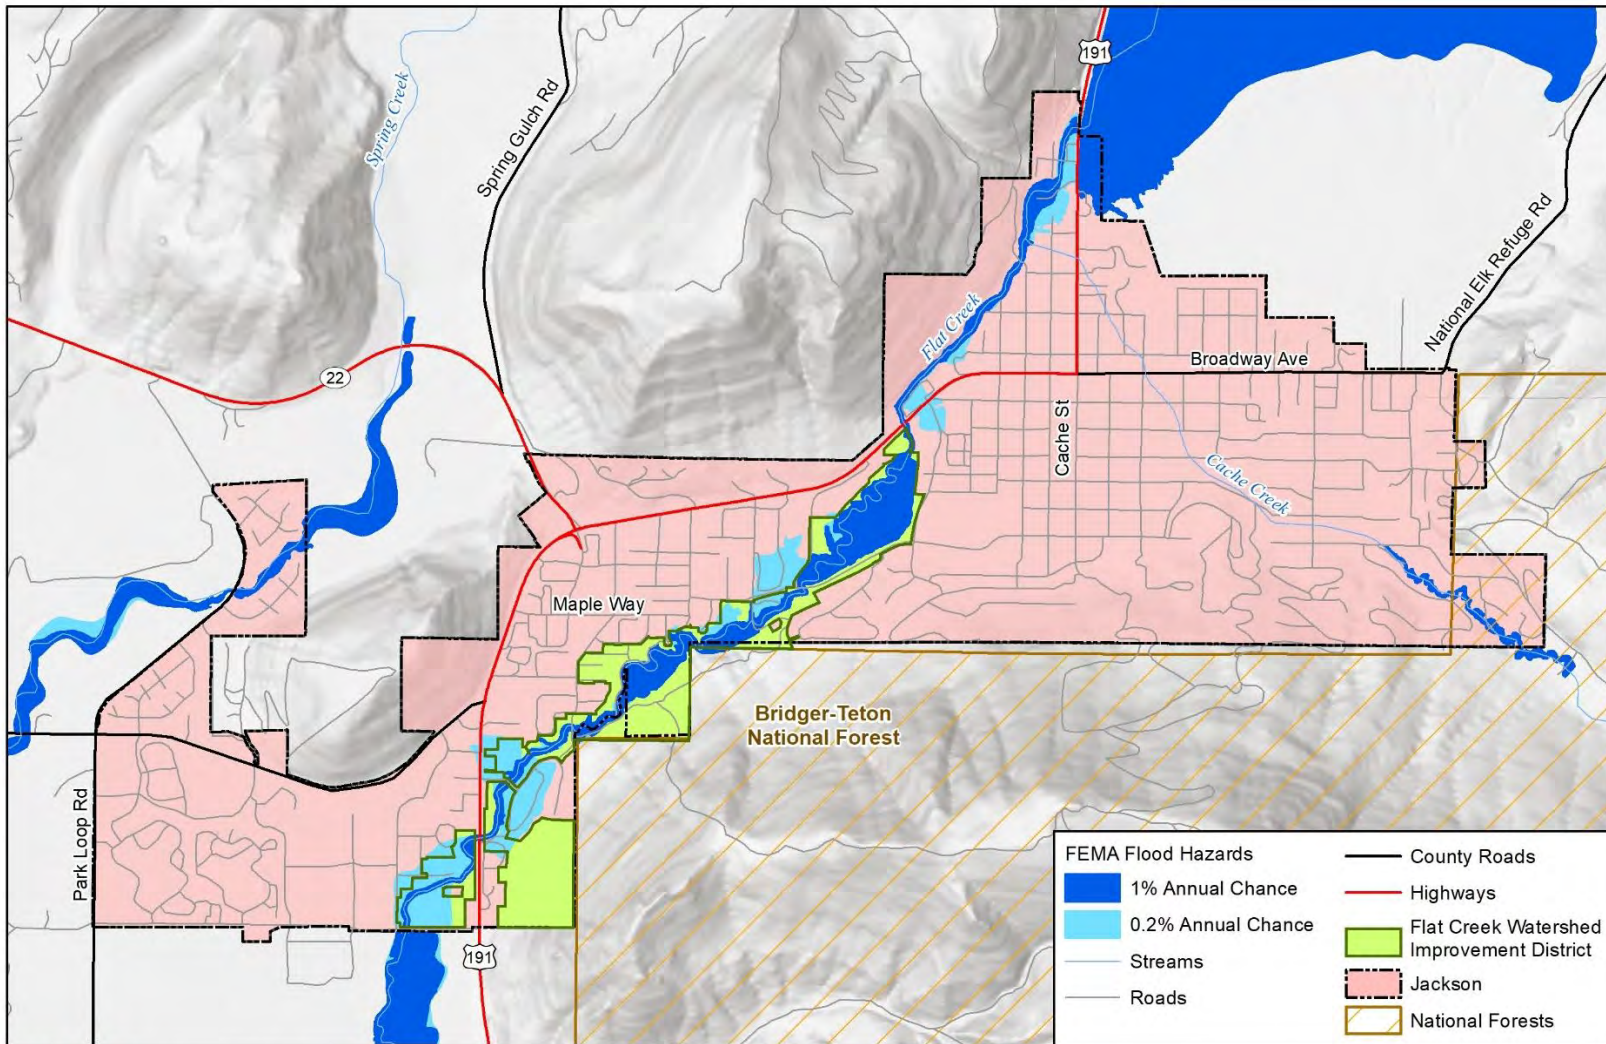 191
Spring Creek
Spring Gulch Rd
National Elk Refuge Rd
Flat Creek
Broadway Ave
22
Cache St
Cache Creek
Maple Way
Bridger-Teton
National Forest
Park Loop Rd
191
FEMA Flood Hazards
1% Annual Chance
0.2% Annual Chance
Streams
Roads
County Roads
Highways
Flat Creek Watershed
Improvement District
Jackson
National Forests